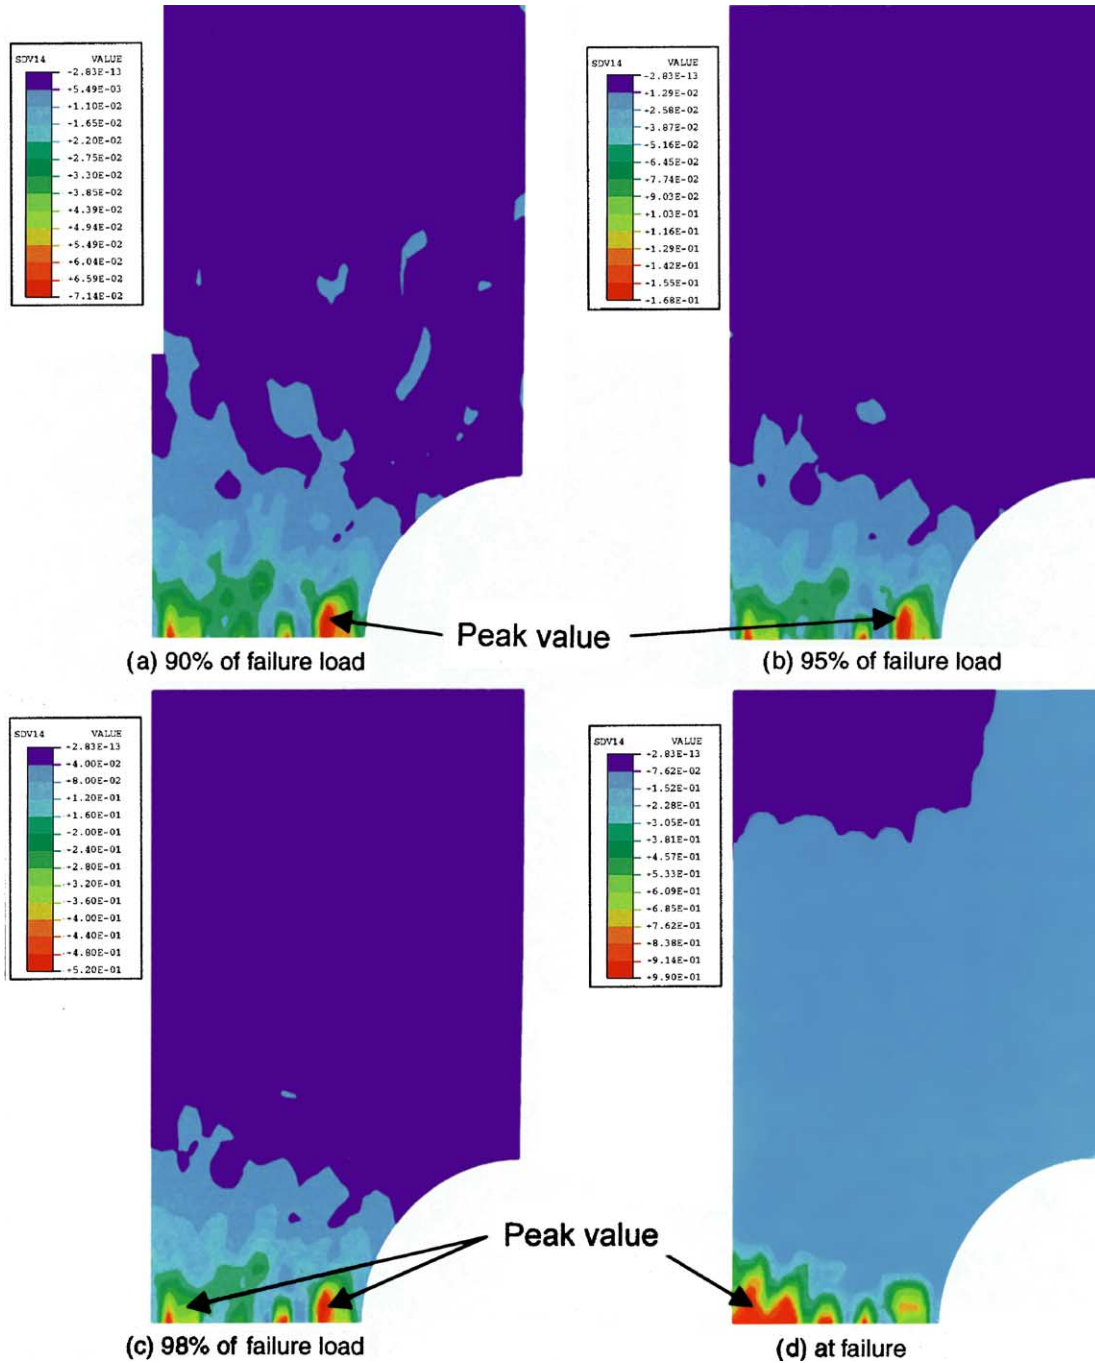 SDV14 VALUE
-2.83E-13
+5.49E-03
+1.10E-02
-1.65E-02
+2.20E-02
+2.75E-02
+3.30E-02
+3.85E-02
+4.39E-02
+4.94E-02
+5.49E-02
+6.04E-02
+6.59E-02
-7.14E-02
SDV14 VALUE
-2.83E-13
+1.29E-02
+2.58E-02
+3.87E-02
+5.16E-02
-6.45E-02
+7.74E-02
+9.03E-02
+1.03E-01
+1.16E-01
+1.29E-01
+1.42E-01
+1.55E-01
+1.68E-01
Peak value
(a) 90% of failure load
(b) 95% of failure load
SDV14 VALUE
-2.83E-13
+4.00E-02
+8.00E-02
+1.20E-01
+1.60E-01
-2.00E-01
-2.40E-01
+2.80E-01
+3.20E-01
+3.60E-01
+4.00E-01
+4.40E-01
+4.80E-01
+5.20E-01
SDV14 VALUE
+2.83E-13
+7.62E-02
+1.52E-01
+2.28E-01
+3.05E-01
+3.81E-01
+4.57E-01
+5.33E-01
+6.09E-01
+6.85E-01
+7.62E-01
+8.38E-01
+9.14E-01
+9.90E-01
Peak value
(c) 98% of failure load
(d) at failure